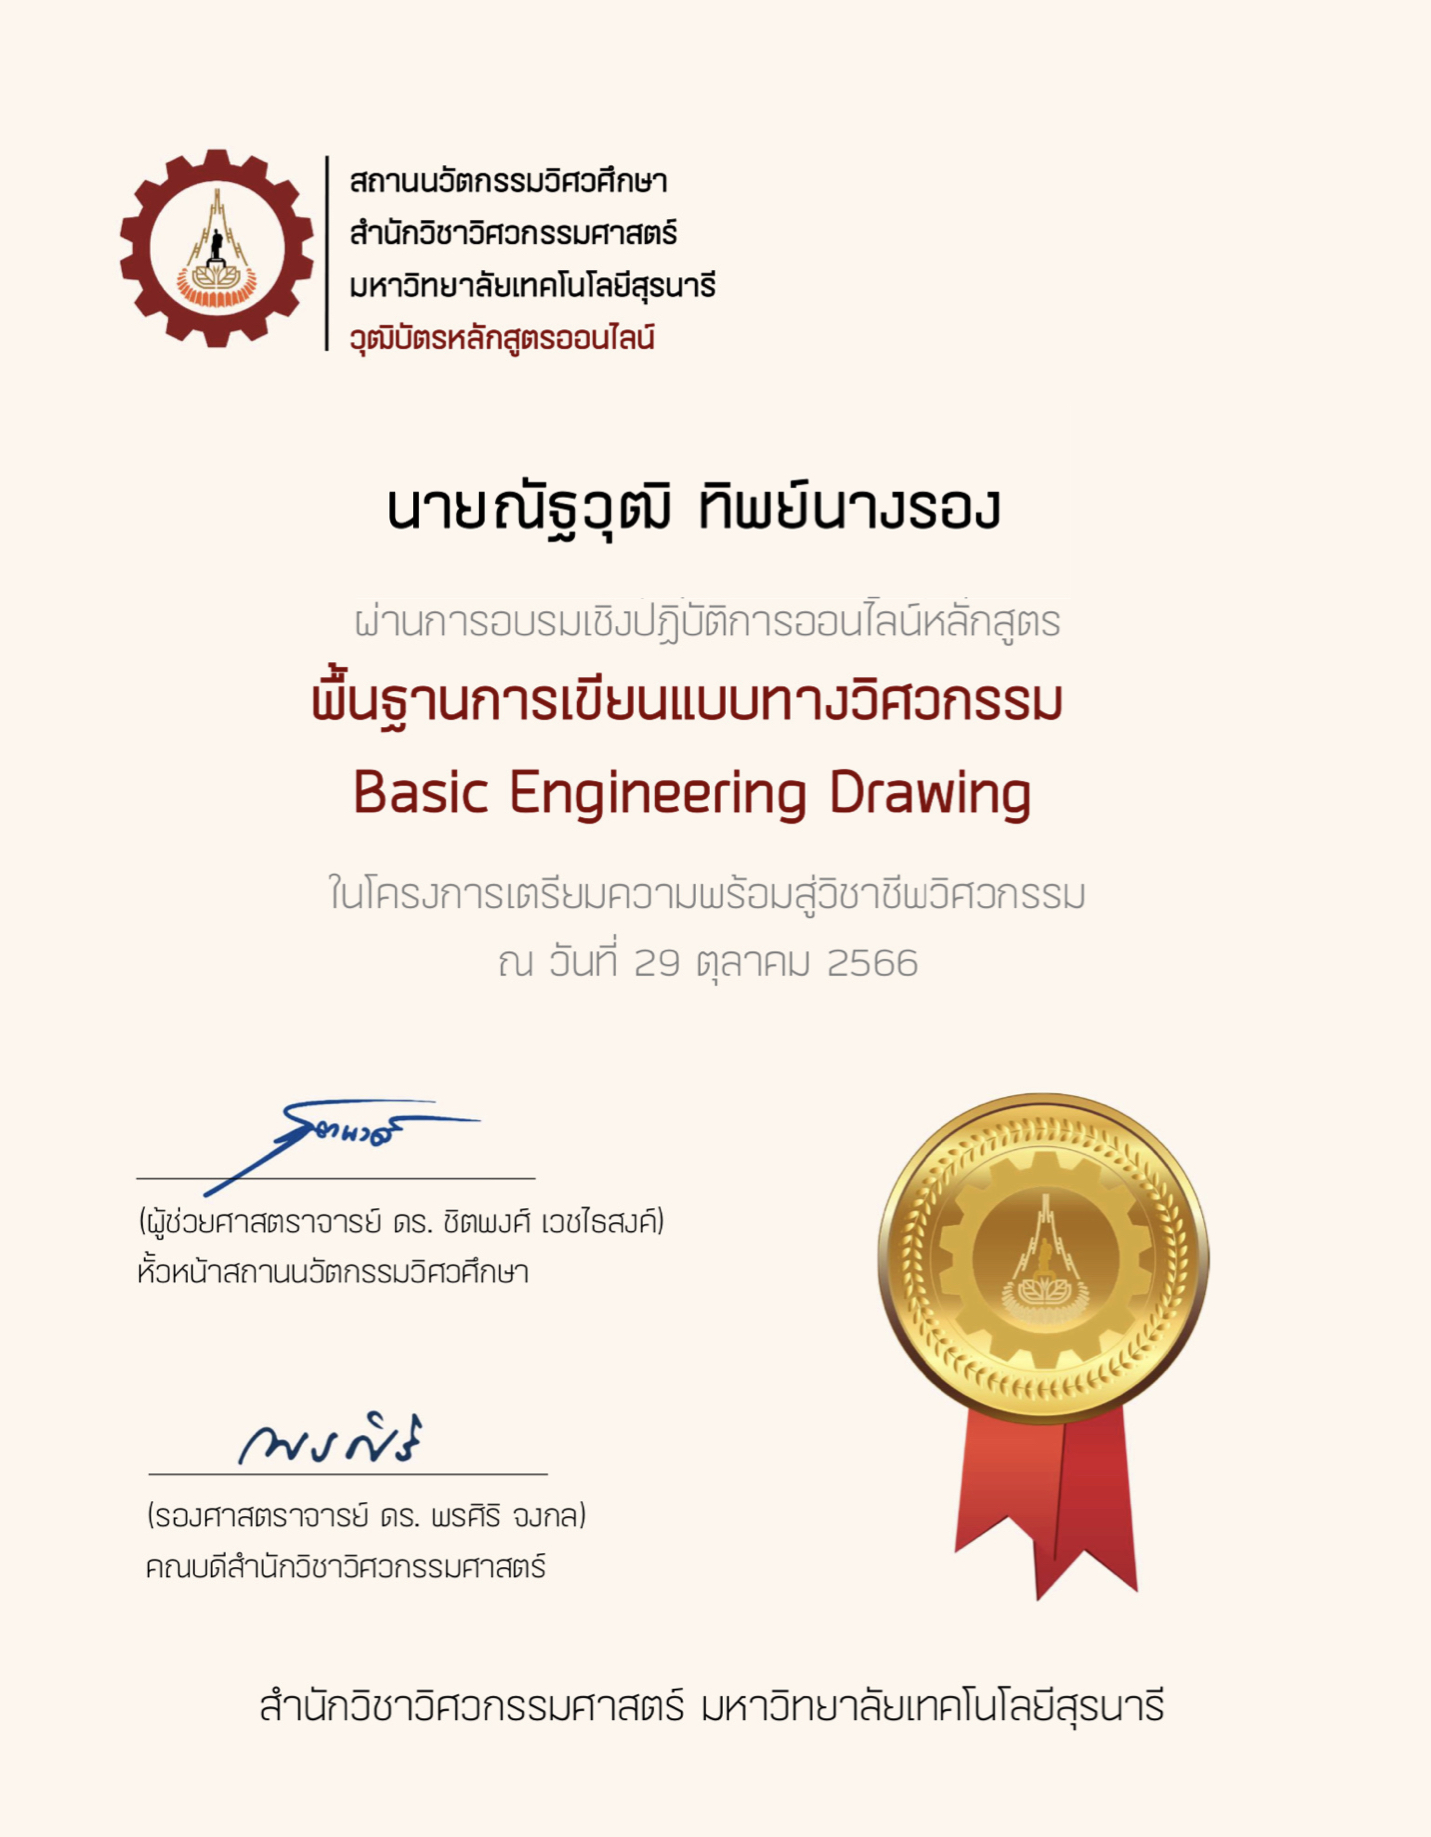 สถานนวัตกรรมวิศวศึกษา
สำนักวิชาวิศวกรรมศาสตร์
มหาวิทยาลัยเทคโนโลยีสุรนารี
วุฒิบัตรหลักสูตรออนไลน์
นายณัฐวุฒิ ทิพย์นางรอง
ผ่านการอบรมเชิงปฏิบัติการออนไลน์หลักสูตร
พื้นฐานการเขียนแบบทางวิศวกรรม
Basic Engineering Drawing
ในโครงการเตรียมความพร้อมสู่วิชาชีพวิศวกรรม
ณ วันที่ 29 ตุลาคม 2566
(ผู้ช่วยศาสตราจารย์ ดร. ชิตพงศ์ เวชไธสงค์)
หัวหน้าสถานนวัตกรรมวิศวศึกษา
พรศิริ
(รองศาสตราจารย์ ดร. พรศิริ จงกล)
คณบดีสำนักวิชาวิศวกรรมศาสตร์
สำนักวิชาวิศวกรรมศาสตร์ มหาวิทยาลัยเทคโนโลยีสุรนารี